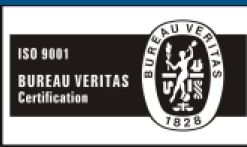 ISO 9001
BUREAU VERITAS
Certification
BUREAU VERITAS
1828